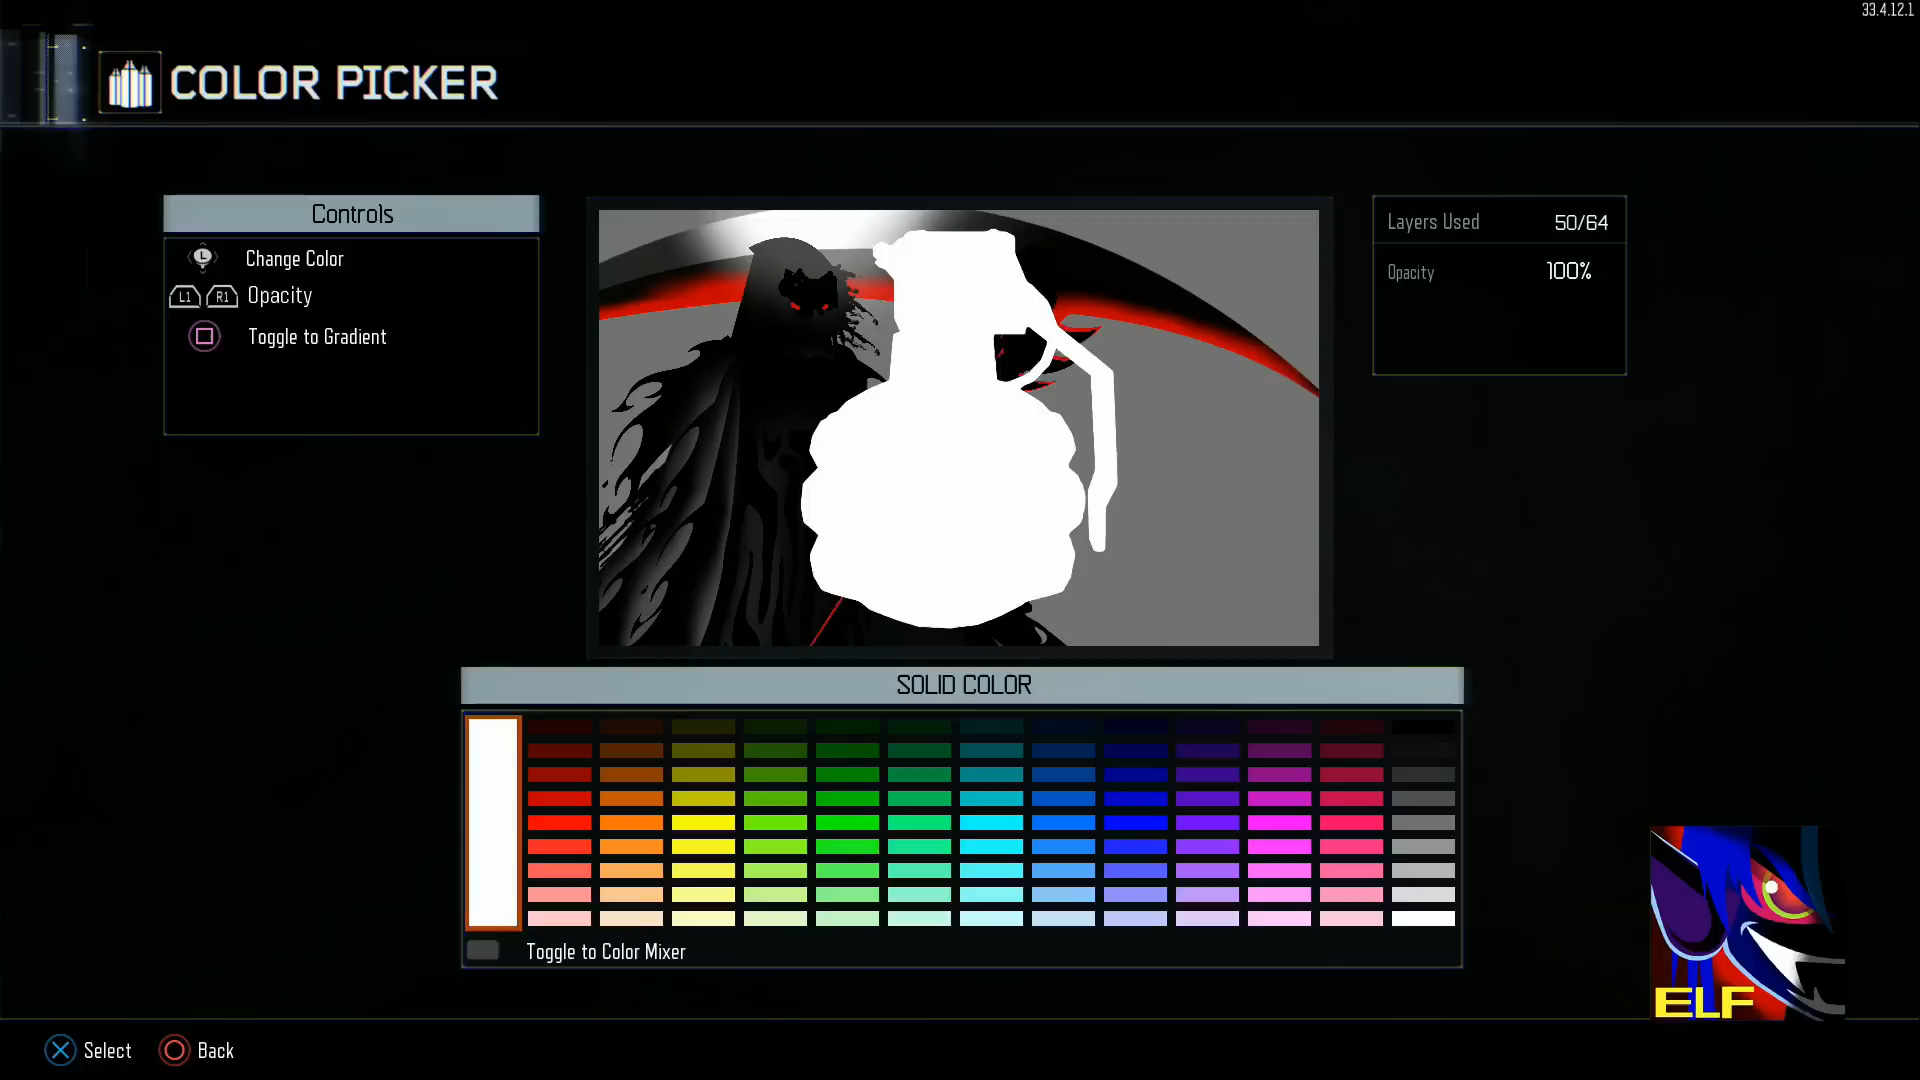 33.4.12.1
COLOR PICKER
Controls
L Change Color
L1 R1 Opacity
Toggle to Gradient
Layers Used 50/64
Opacity 100%
SOLID COLOR
Toggle to Color Mixer
ELF
Select Back